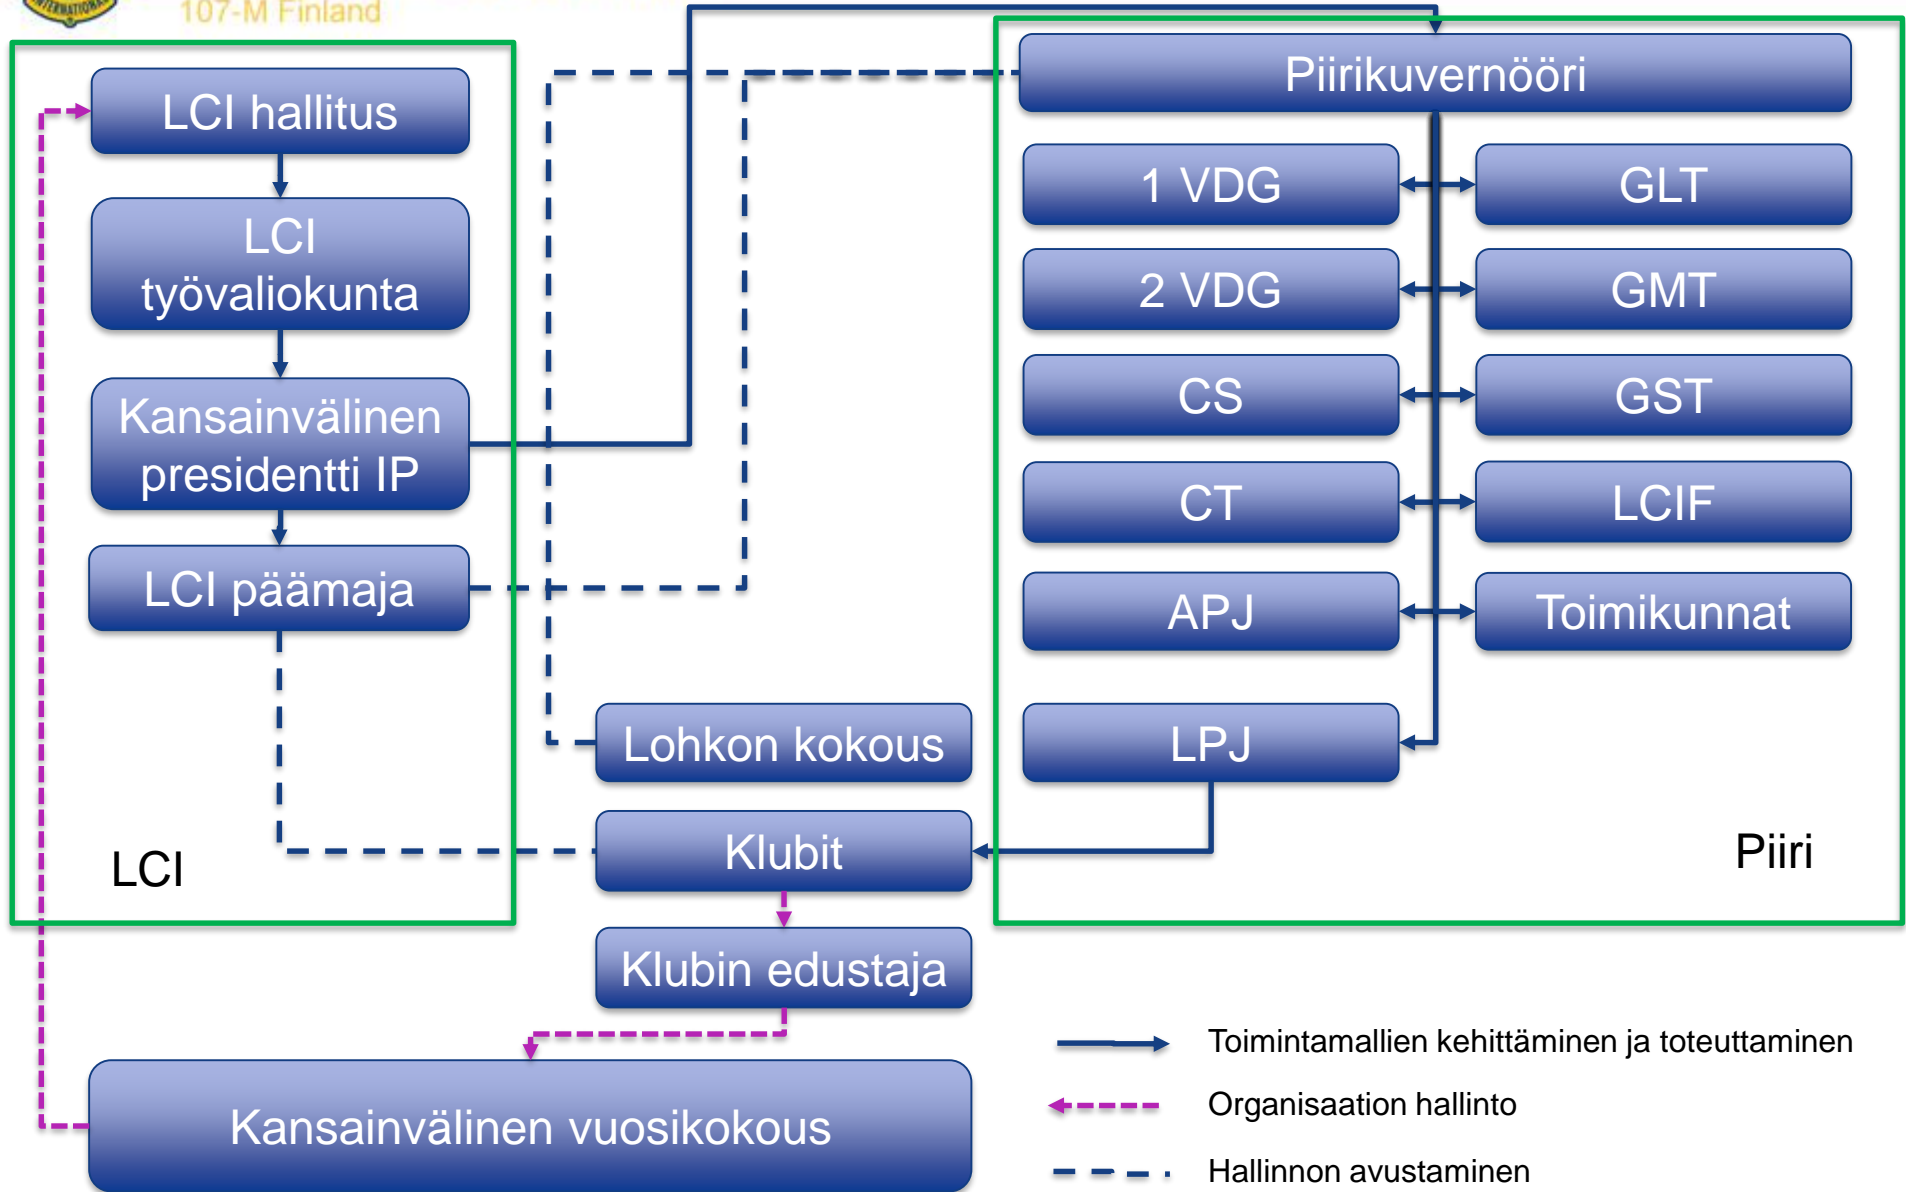 INTERNATIONAL
107-M Finland
LCI hallitus
LCI
työvaliokunta
Kansainvälinen
presidentti IP
LCI päämaja
LCI
Piirikuvernööri
1 VDG
GLT
2 VDG
GMT
CS
GST
CT
LCIF
APJ
Toimikunnat
LPJ
Piiri
Lohkon kokous
Klubit
Klubin edustaja
Kansainvälinen vuosikokous
Toimintamallien kehittäminen ja toteuttaminen
Organisaation hallinto
Hallinnon avustaminen